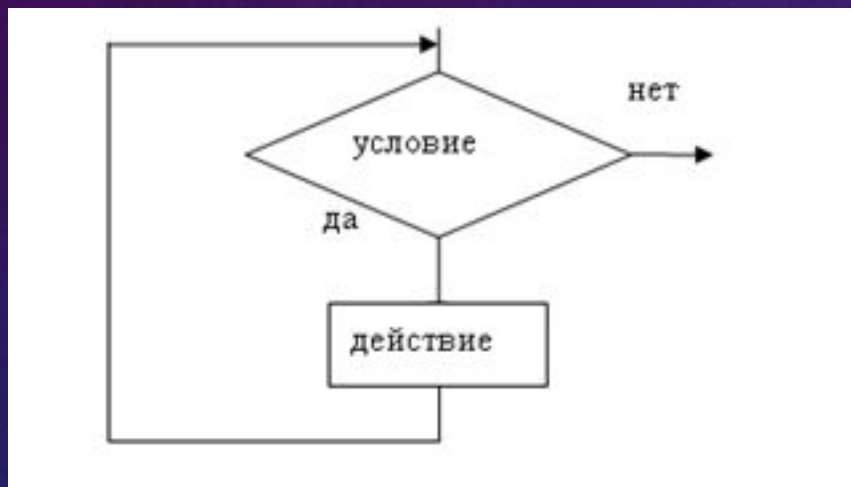 нет
условие
да
действие